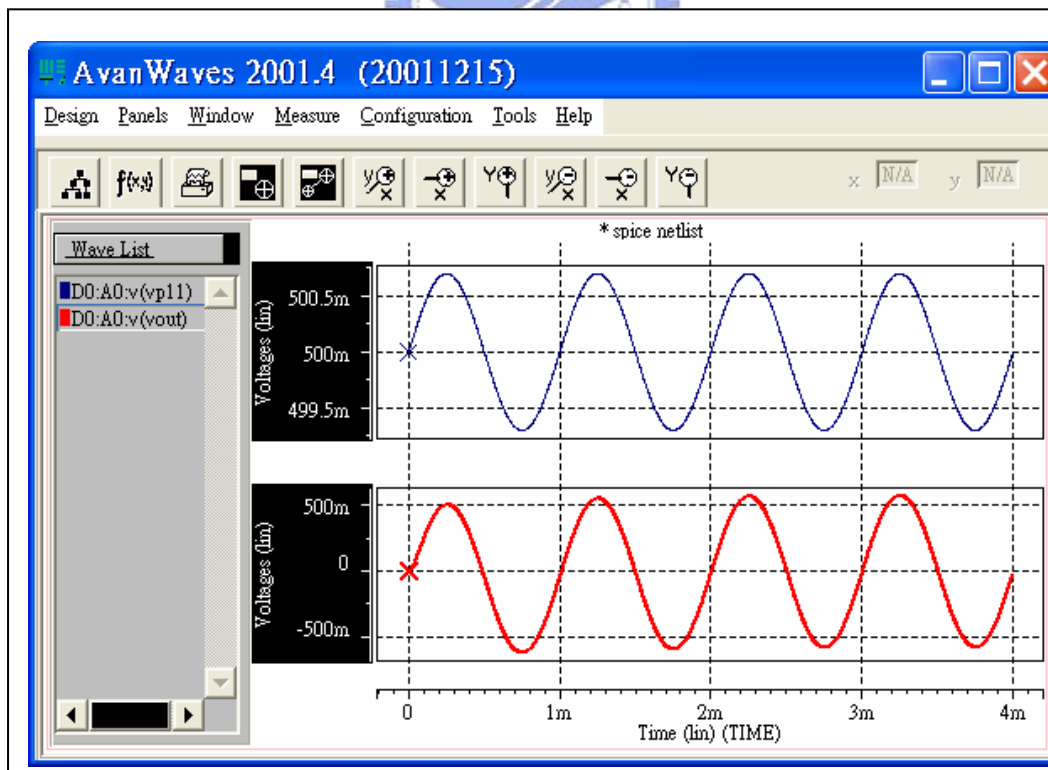 AvanWaves 2001.4 (20011215)
Design Panels Window Measure Configuration Tools Help
f(x,y) y x x Y y x x Y x N/A y N/A
* spice netlist
Wave List
D0:A0:v(vp11)
D0:A0:v(vout)
Voltages (lin)
500.5m
500m
499.5m
Voltages (lin)
500m
0
-500m
0 1m 2m 3m 4m
Time (lin) (TIME)